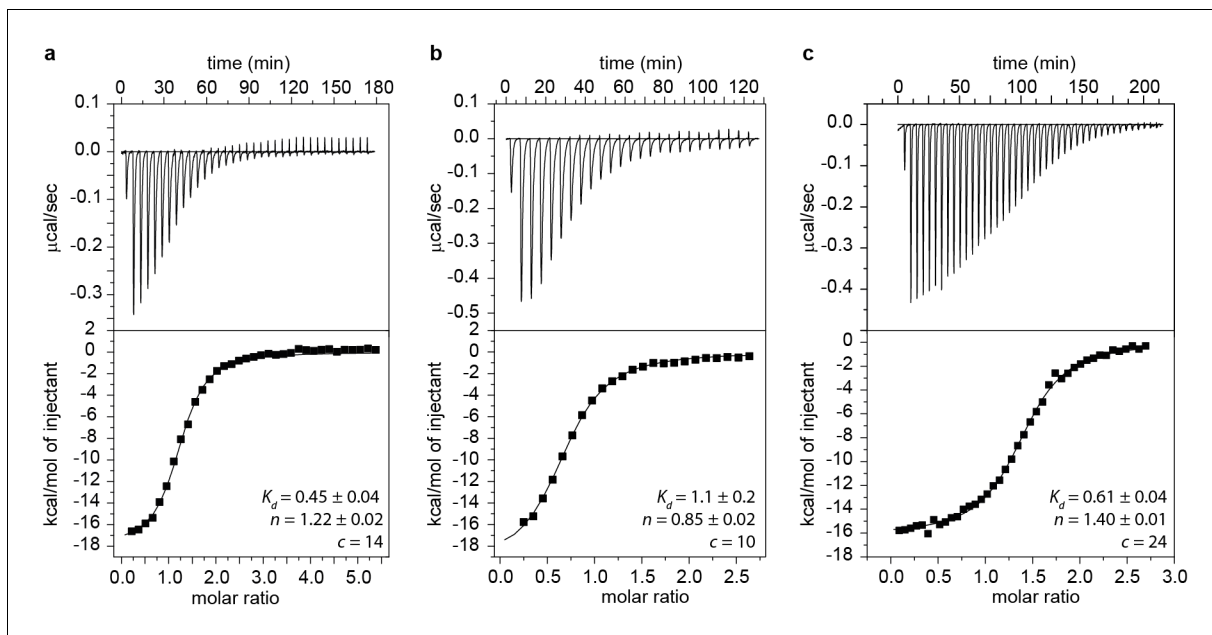 a
time (min)
0 30 60 90 120 150 180
0.1
0.0
-0.1
-0.2
-0.3
μcal/sec
2
0
-2
-4
-6
-8
-10
-12
-14
-16
-18
kcal/mol of injectant
Kd = 0.45 ± 0.04
n = 1.22 ± 0.02
c = 14
0.0 1.0 2.0 3.0 4.0 5.0
molar ratio
b
time (min)
0 20 40 60 80 100 120
0.1
0.0
-0.1
-0.2
-0.3
-0.4
-0.5
μcal/sec
2
0
-2
-4
-6
-8
-10
-12
-14
-16
-18
kcal/mol of injectant
Kd = 1.1 ± 0.2
n = 0.85 ± 0.02
c = 10
0.0 0.5 1.0 1.5 2.0 2.5
molar ratio
c
time (min)
0 50 100 150 200
0.0
-0.1
-0.2
-0.3
-0.4
μcal/sec
0
-2
-4
-6
-8
-10
-12
-14
-16
kcal/mol of injectant
Kd = 0.61 ± 0.04
n = 1.40 ± 0.01
c = 24
0.0 0.5 1.0 1.5 2.0 2.5 3.0
molar ratio